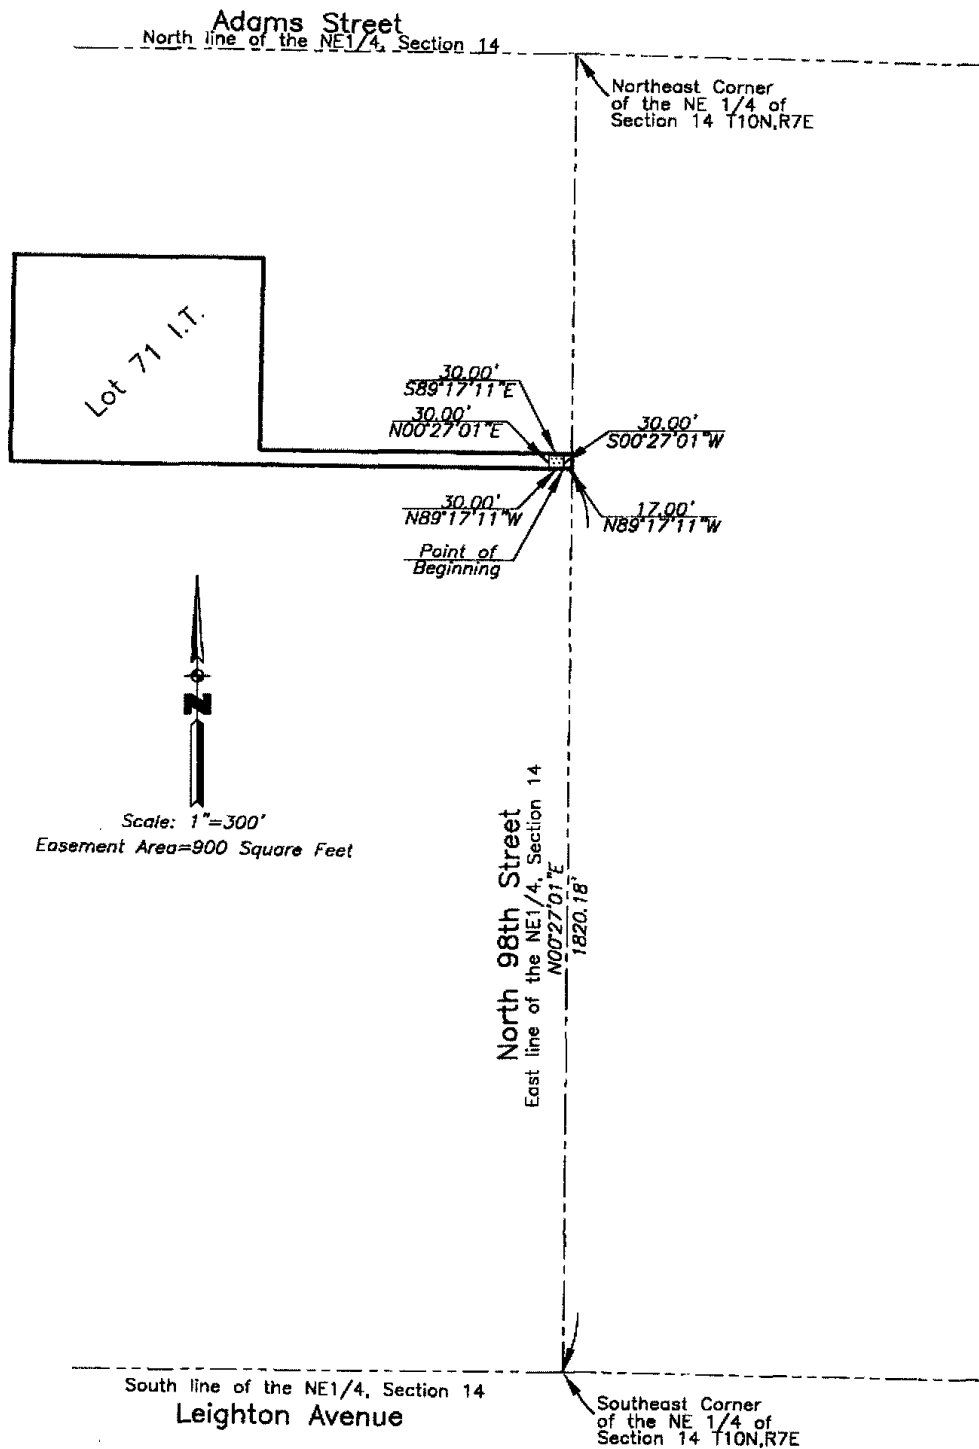 Adams Street
North line of the NE1/4, Section 14
Northeast Corner
of the NE 1/4 of
Section 14 T10N,R7E
Lot 71 I.T.
30.00'
S89°17'11"E
30.00'
N00°27'01"E
30.00'
S00°27'01"W
30.00'
N89°17'11"W
17.00'
N89°17'11"W
Point of
Beginning
N
Scale: 1"=300'
Easement Area=900 Square Feet
North 98th Street
East line of the NE1/4, Section 14
N00°27'01"E
1820.18'
South line of the NE1/4, Section 14
Leighton Avenue
Southeast Corner
of the NE 1/4 of
Section 14 T10N,R7E